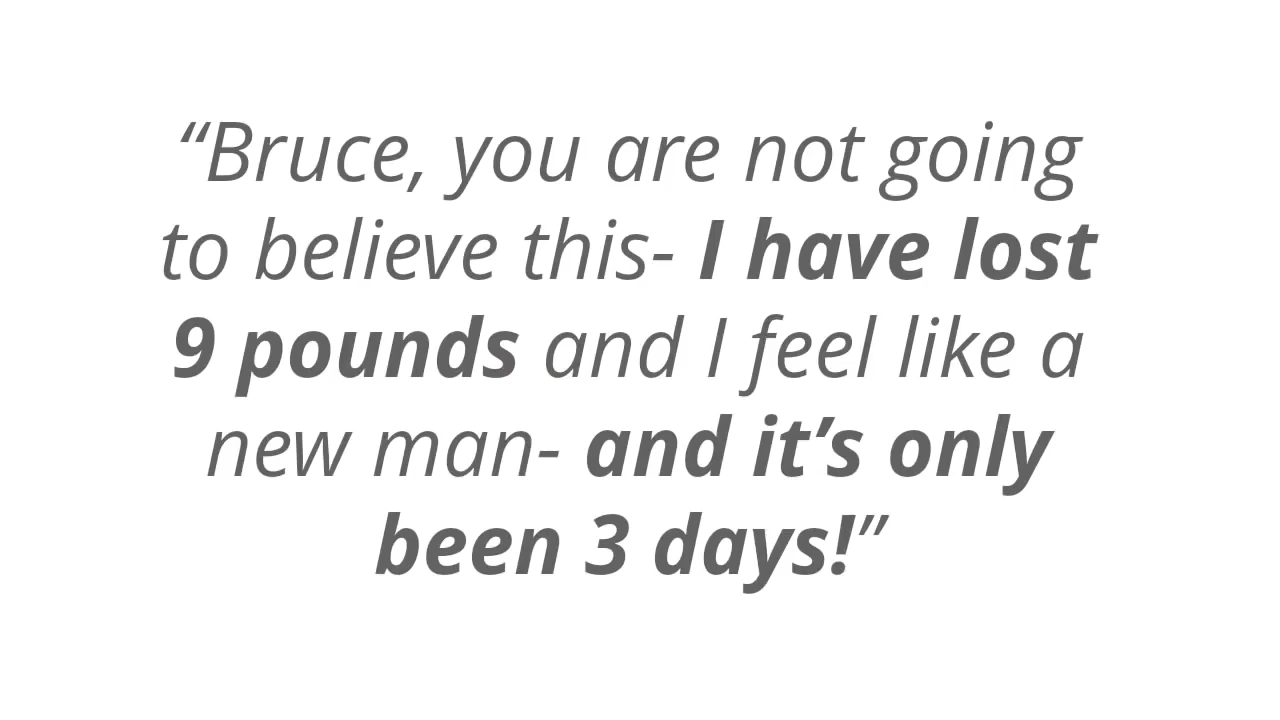 “Bruce, you are not going
to believe this- I have lost
9 pounds and I feel like a
new man- and it’s only
been 3 days!”